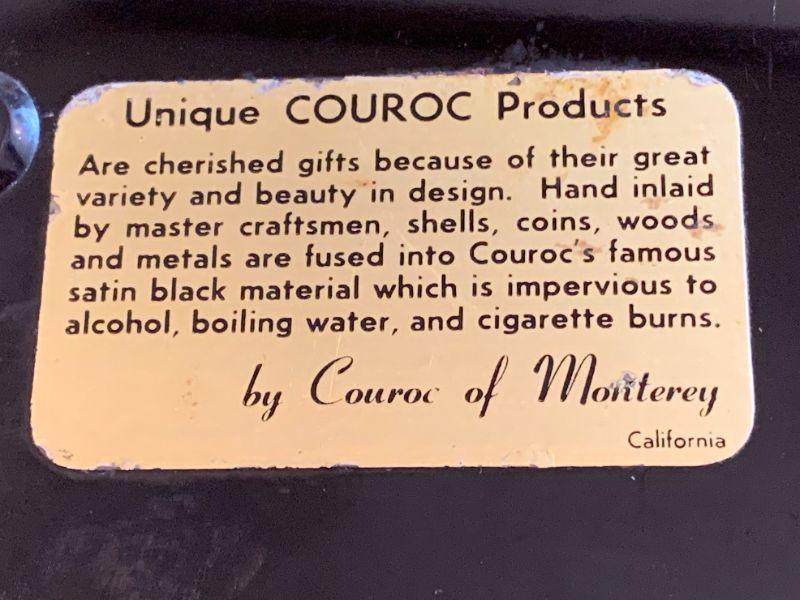 Unique COUROC Products
Are cherished gifts because of their great
variety and beauty in design. Hand inlaid
by master craftsmen, shells, coins, woods
and metals are fused into Couroc's famous
satin black material which is impervious to
alcohol, boiling water, and cigarette burns.
by Couroc of Monterey
California